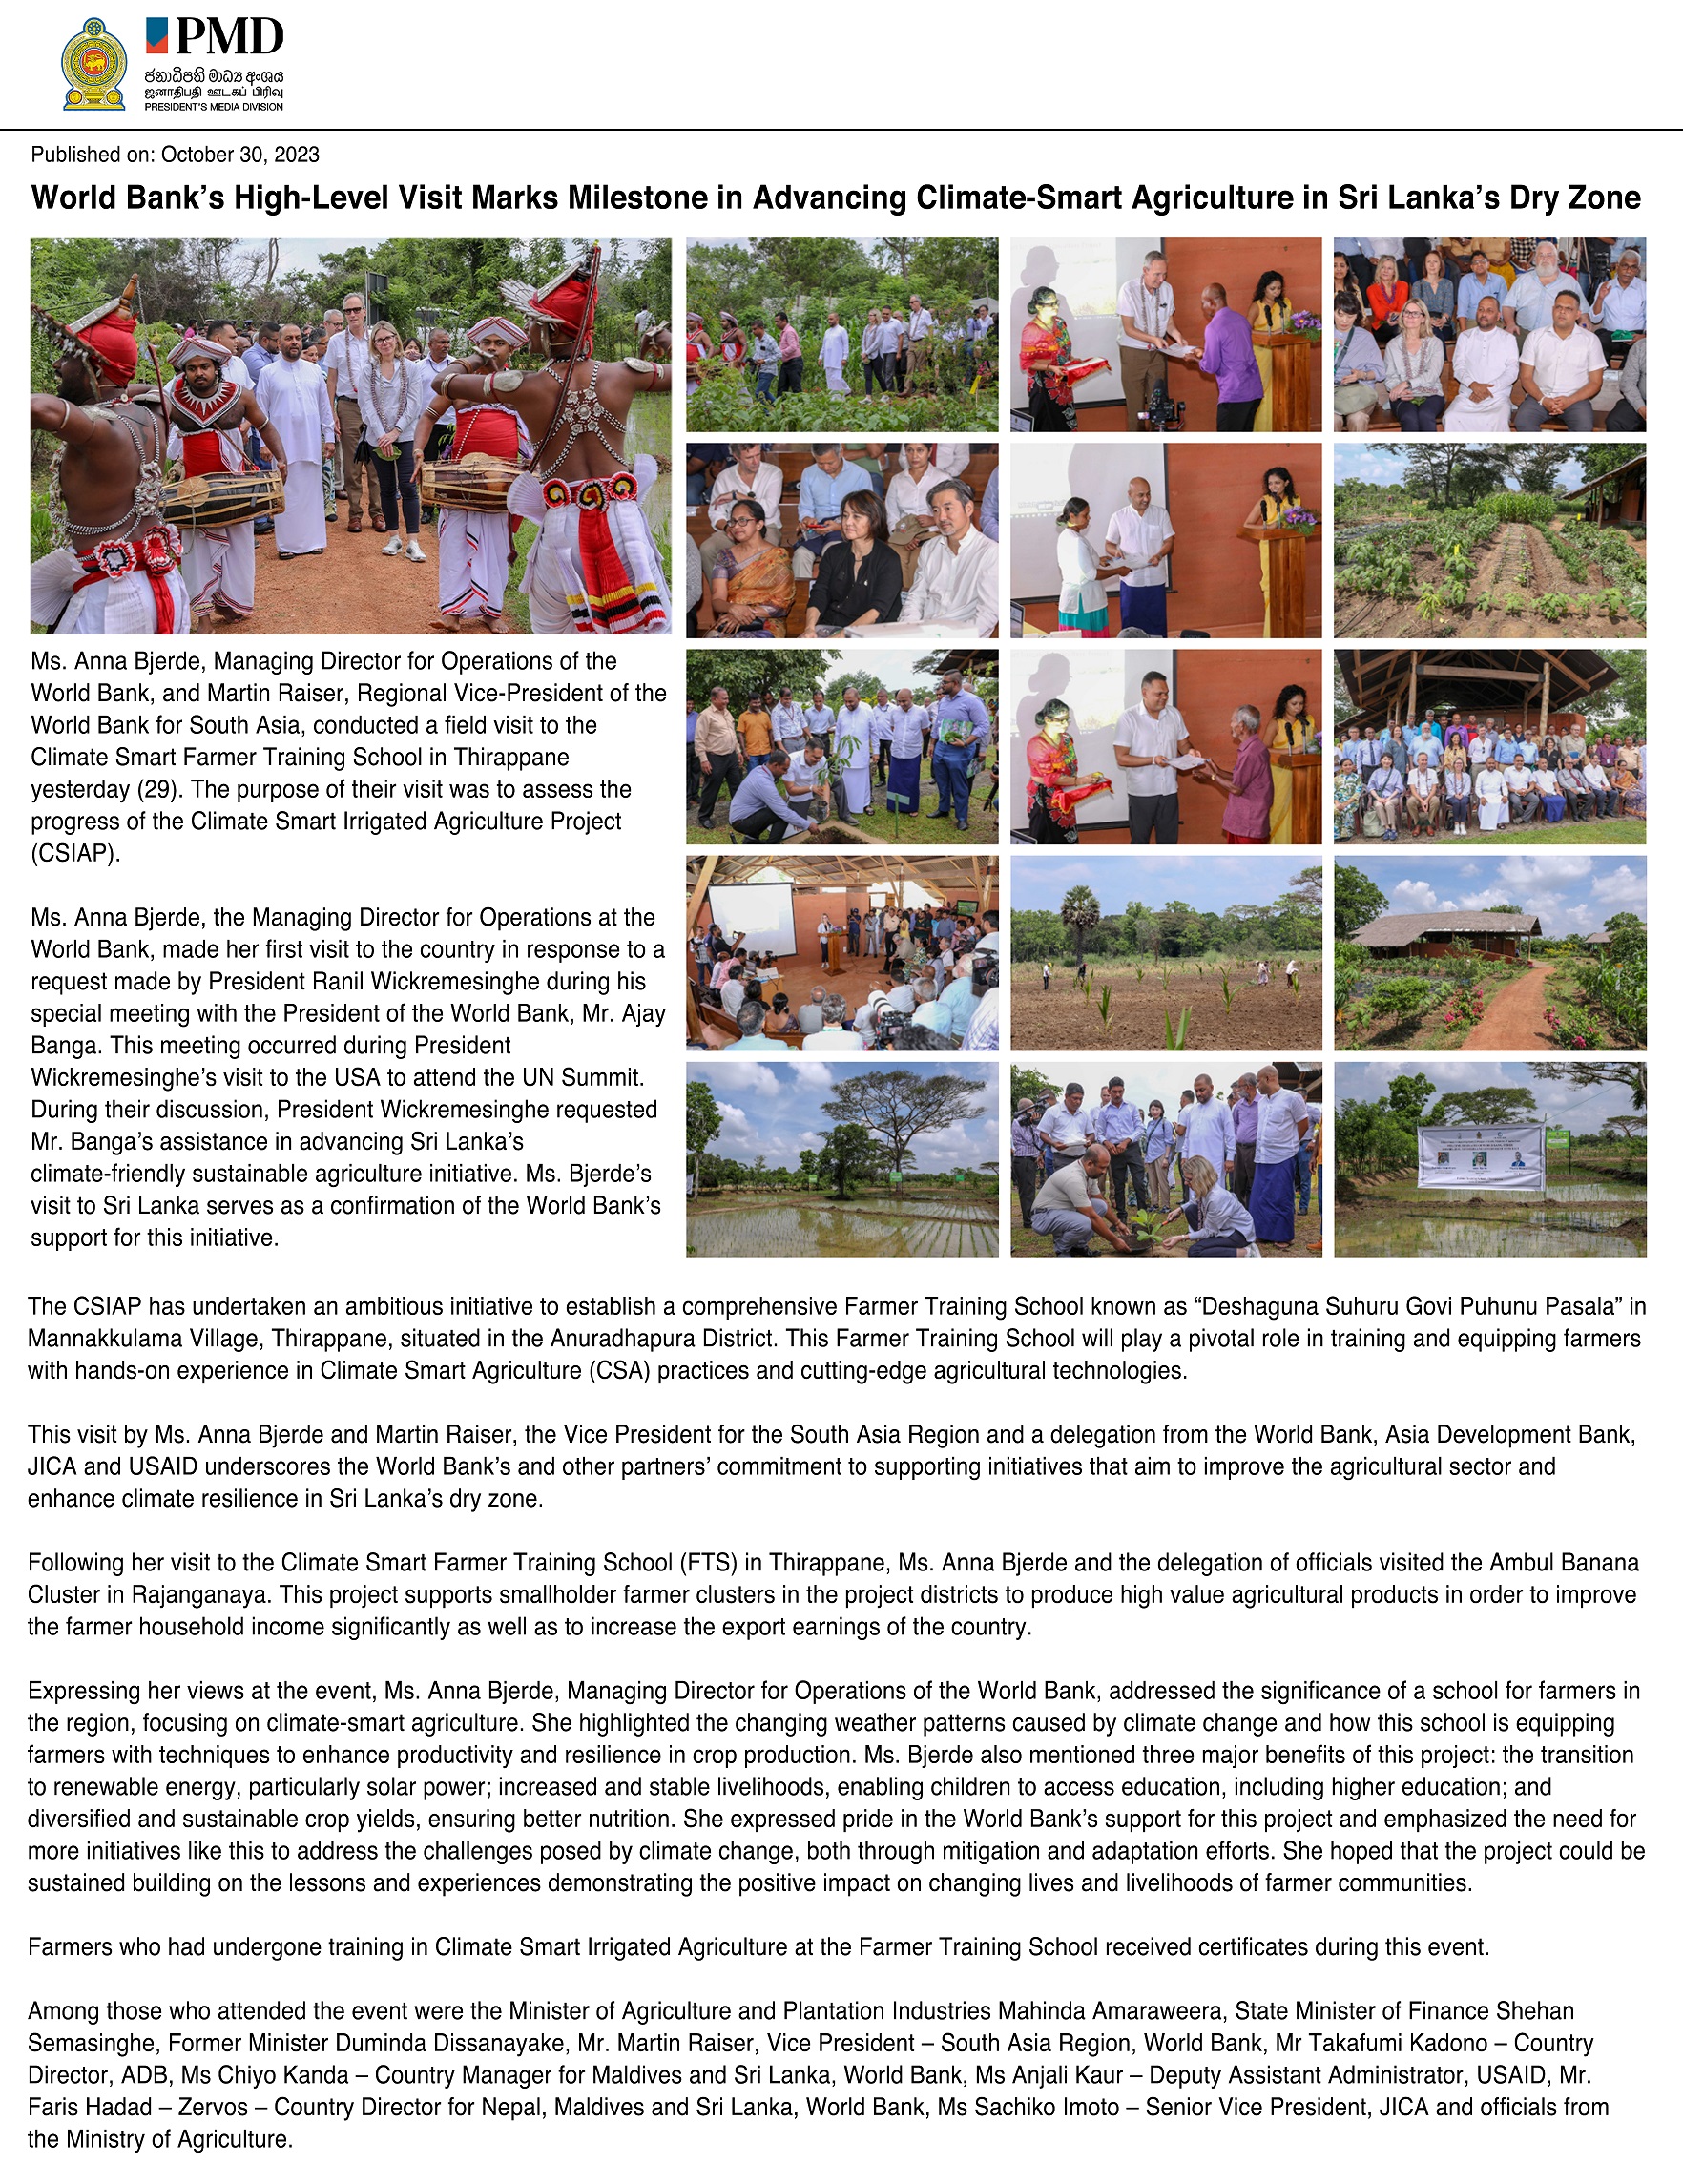 PMD
ජනාධිපති මාධ්‍ය අංශය
ஜனாதிபதி ஊடகப் பிரிவு
PRESIDENT'S MEDIA DIVISION
Published on: October 30, 2023
World Bank’s High-Level Visit Marks Milestone in Advancing Climate-Smart Agriculture in Sri Lanka’s Dry Zone
Ms. Anna Bjerde, Managing Director for Operations of the
World Bank, and Martin Raiser, Regional Vice-President of the
World Bank for South Asia, conducted a field visit to the
Climate Smart Farmer Training School in Thirappane
yesterday (29). The purpose of their visit was to assess the
progress of the Climate Smart Irrigated Agriculture Project
(CSIAP).
Ms. Anna Bjerde, the Managing Director for Operations at the
World Bank, made her first visit to the country in response to a
request made by President Ranil Wickremesinghe during his
special meeting with the President of the World Bank, Mr. Ajay
Banga. This meeting occurred during President
Wickremesinghe’s visit to the USA to attend the UN Summit.
During their discussion, President Wickremesinghe requested
Mr. Banga’s assistance in advancing Sri Lanka’s
climate-friendly sustainable agriculture initiative. Ms. Bjerde’s
visit to Sri Lanka serves as a confirmation of the World Bank’s
support for this initiative.
The CSIAP has undertaken an ambitious initiative to establish a comprehensive Farmer Training School known as “Deshaguna Suhuru Govi Puhunu Pasala” in
Mannakkulama Village, Thirappane, situated in the Anuradhapura District. This Farmer Training School will play a pivotal role in training and equipping farmers
with hands-on experience in Climate Smart Agriculture (CSA) practices and cutting-edge agricultural technologies.
This visit by Ms. Anna Bjerde and Martin Raiser, the Vice President for the South Asia Region and a delegation from the World Bank, Asia Development Bank,
JICA and USAID underscores the World Bank’s and other partners’ commitment to supporting initiatives that aim to improve the agricultural sector and
enhance climate resilience in Sri Lanka’s dry zone.
Following her visit to the Climate Smart Farmer Training School (FTS) in Thirappane, Ms. Anna Bjerde and the delegation of officials visited the Ambul Banana
Cluster in Rajanganaya. This project supports smallholder farmer clusters in the project districts to produce high value agricultural products in order to improve
the farmer household income significantly as well as to increase the export earnings of the country.
Expressing her views at the event, Ms. Anna Bjerde, Managing Director for Operations of the World Bank, addressed the significance of a school for farmers in
the region, focusing on climate-smart agriculture. She highlighted the changing weather patterns caused by climate change and how this school is equipping
farmers with techniques to enhance productivity and resilience in crop production. Ms. Bjerde also mentioned three major benefits of this project: the transition
to renewable energy, particularly solar power; increased and stable livelihoods, enabling children to access education, including higher education; and
diversified and sustainable crop yields, ensuring better nutrition. She expressed pride in the World Bank’s support for this project and emphasized the need for
more initiatives like this to address the challenges posed by climate change, both through mitigation and adaptation efforts. She hoped that the project could be
sustained building on the lessons and experiences demonstrating the positive impact on changing lives and livelihoods of farmer communities.
Farmers who had undergone training in Climate Smart Irrigated Agriculture at the Farmer Training School received certificates during this event.
Among those who attended the event were the Minister of Agriculture and Plantation Industries Mahinda Amaraweera, State Minister of Finance Shehan
Semasinghe, Former Minister Duminda Dissanayake, Mr. Martin Raiser, Vice President – South Asia Region, World Bank, Mr Takafumi Kadono – Country
Director, ADB, Ms Chiyo Kanda – Country Manager for Maldives and Sri Lanka, World Bank, Ms Anjali Kaur – Deputy Assistant Administrator, USAID, Mr.
Faris Hadad – Zervos – Country Director for Nepal, Maldives and Sri Lanka, World Bank, Ms Sachiko Imoto – Senior Vice President, JICA and officials from
the Ministry of Agriculture.